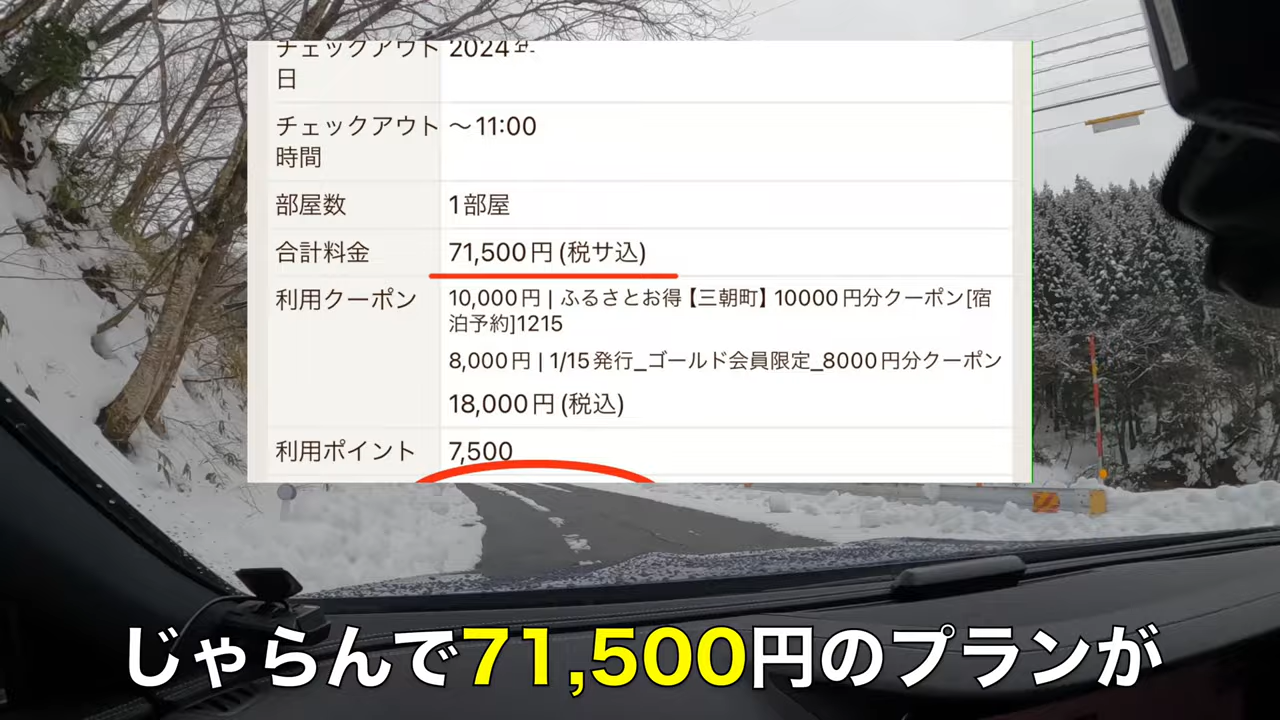 チェックアウト 2024年
日
チェックアウト ～11:00
時間
部屋数 1部屋
合計料金 71,500円 (税サ込)
利用クーポン 10,000円 | ふるさとお得【三朝町】10000円分クーポン[宿
泊予約]1215
8,000円 | 1/15発行_ゴールド会員限定_8000円分クーポン
18,000円 (税込)
利用ポイント 7,500
じゃらんで71,500円のプランが